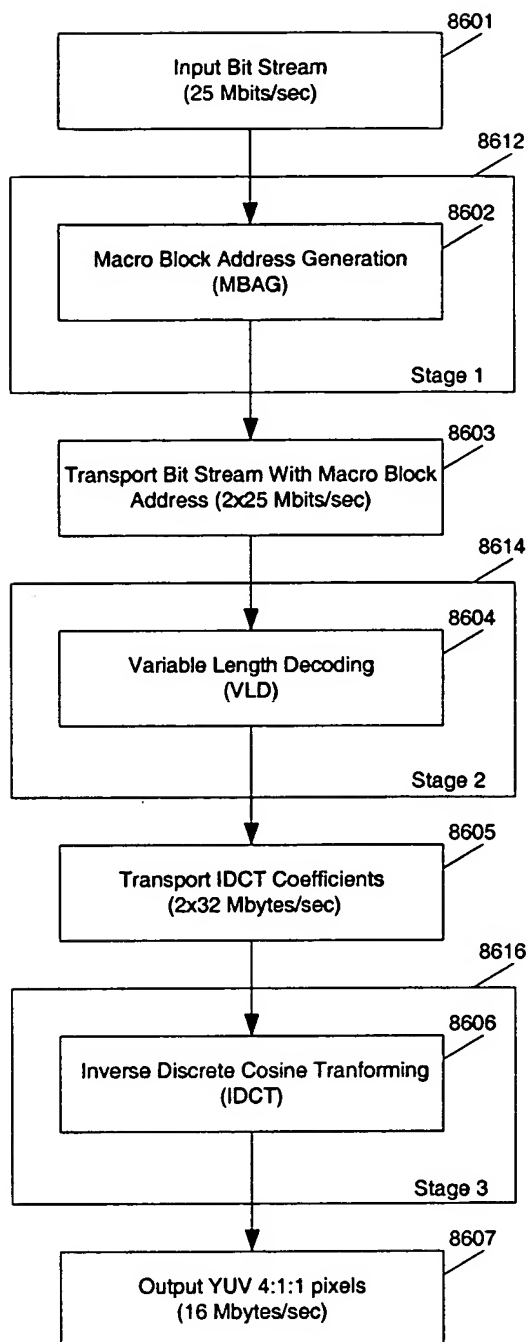 8601
Input Bit Stream
(25 Mbits/sec)
8612
8602
Macro Block Address Generation
(MBAG)
Stage 1
8603
Transport Bit Stream With Macro Block
Address (2x25 Mbits/sec)
8614
8604
Variable Length Decoding
(VLD)
Stage 2
8605
Transport IDCT Coefficients
(2x32 Mbytes/sec)
8616
8606
Inverse Discrete Cosine Tranforming
(IDCT)
Stage 3
8607
Output YUV 4:1:1 pixels
(16 Mbytes/sec)